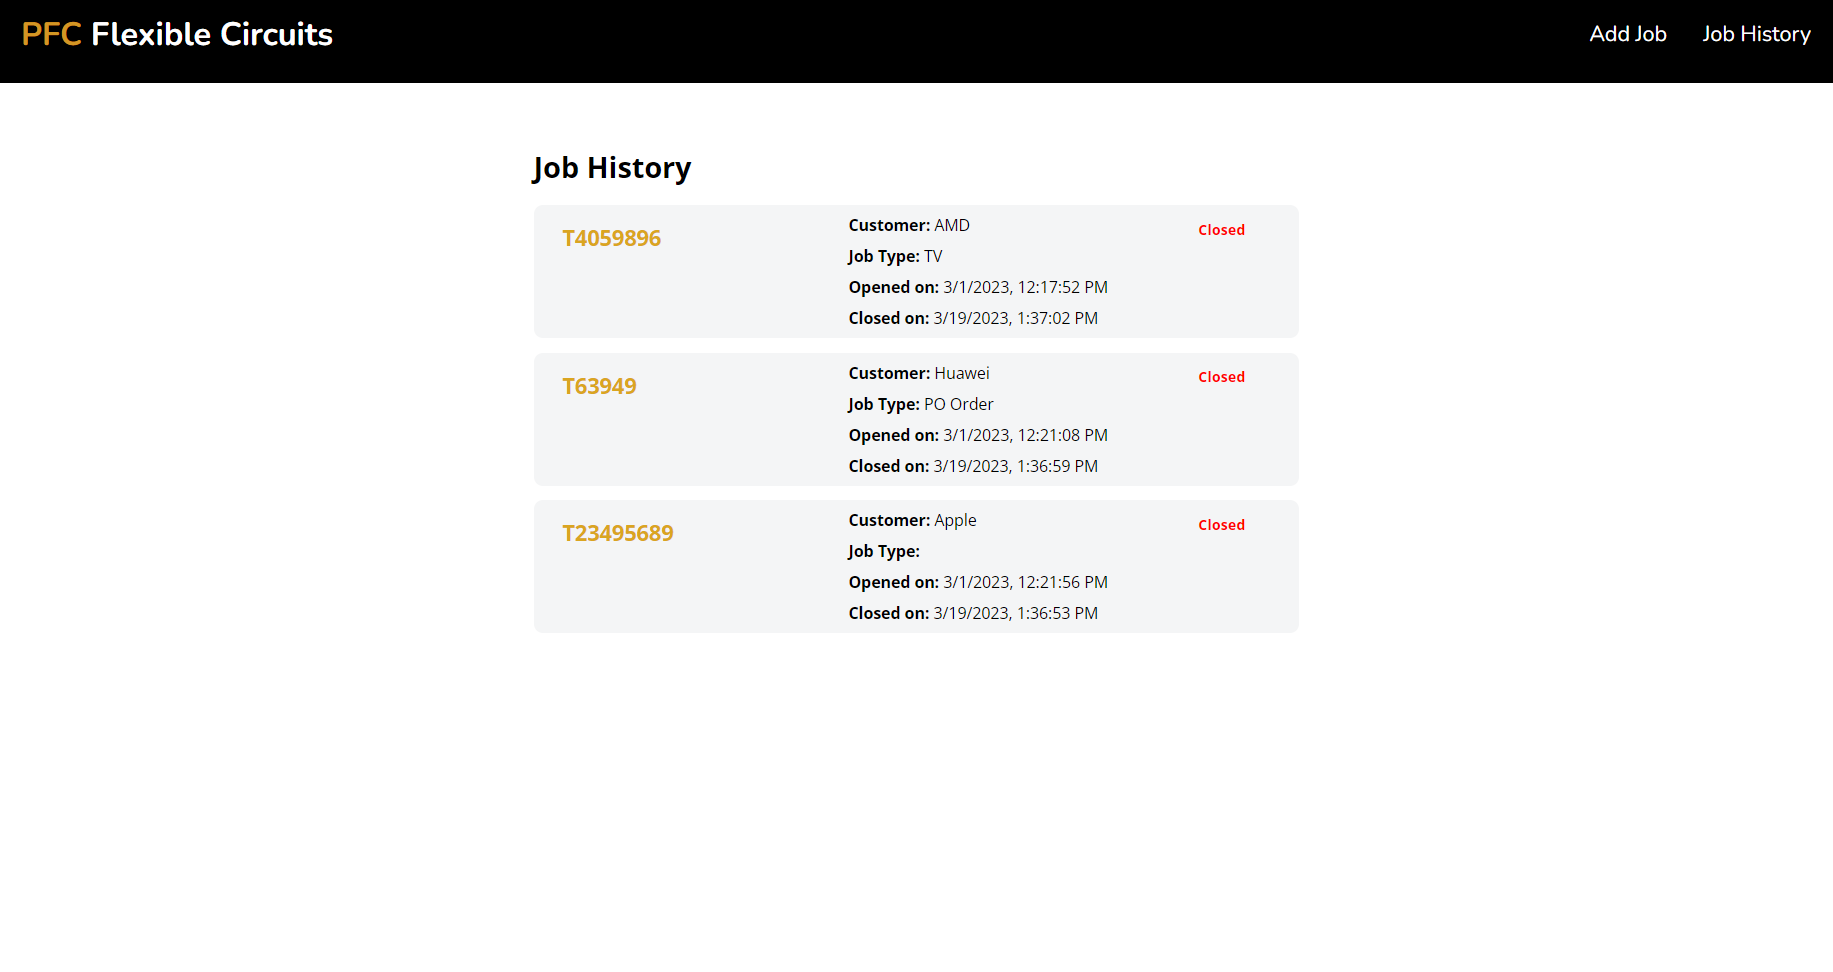 PFC Flexible Circuits
Add Job
Job History
Job History
T4059896
Customer: AMD
Job Type: TV
Opened on: 3/1/2023, 12:17:52 PM
Closed on: 3/19/2023, 1:37:02 PM
Closed
T63949
Customer: Huawei
Job Type: PO Order
Opened on: 3/1/2023, 12:21:08 PM
Closed on: 3/19/2023, 1:36:59 PM
Closed
T23495689
Customer: Apple
Job Type:
Opened on: 3/1/2023, 12:21:56 PM
Closed on: 3/19/2023, 1:36:53 PM
Closed